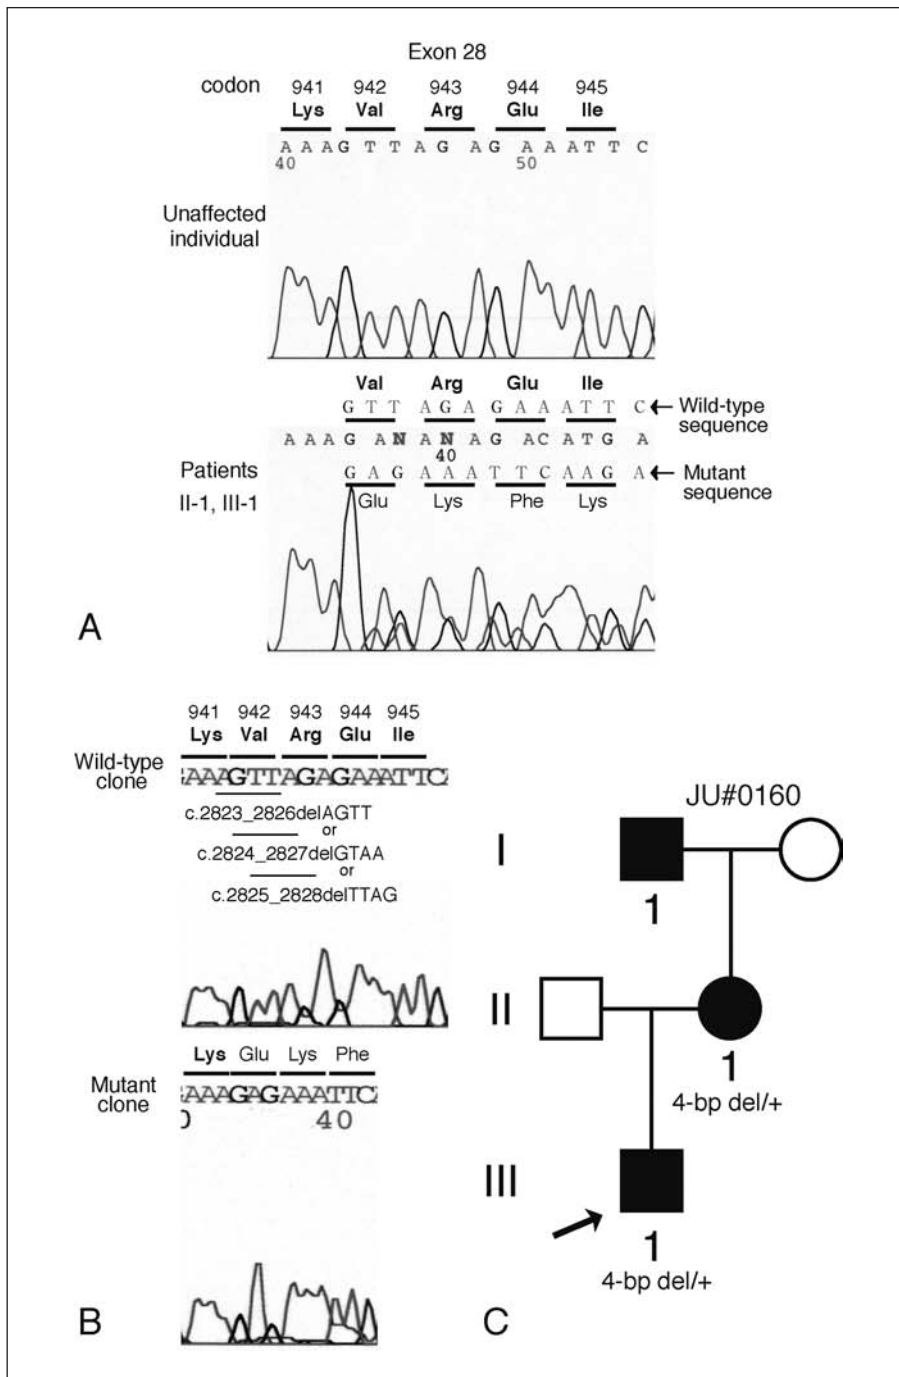 Exon 28
codon 941 942 943 944 945
Lys Val Arg Glu Ile
A A A G T T A G A G A A A T T C
40 50
Unaffected
individual
Val Arg Glu Ile
G T T A G A G A A A T T C ← Wild-type
sequence
A A A G A N A N A G A C A T G A
40
Patients
II-1, III-1
G A G A A A T T C A A G A ← Mutant
sequence
Glu Lys Phe Lys
A
941 942 943 944 945
Lys Val Arg Glu Ile
Wild-type
clone
AAAGTTAGAGAAATTC
c.2823_2826delAGTT
or
c.2824_2827delGTAA
or
c.2825_2828delTTAG
Lys Glu Lys Phe
Mutant
clone
AAAGAGAAATTC
0 40
B
JU#0160
I
1
II
1
4-bp del/+
III
1
4-bp del/+
C